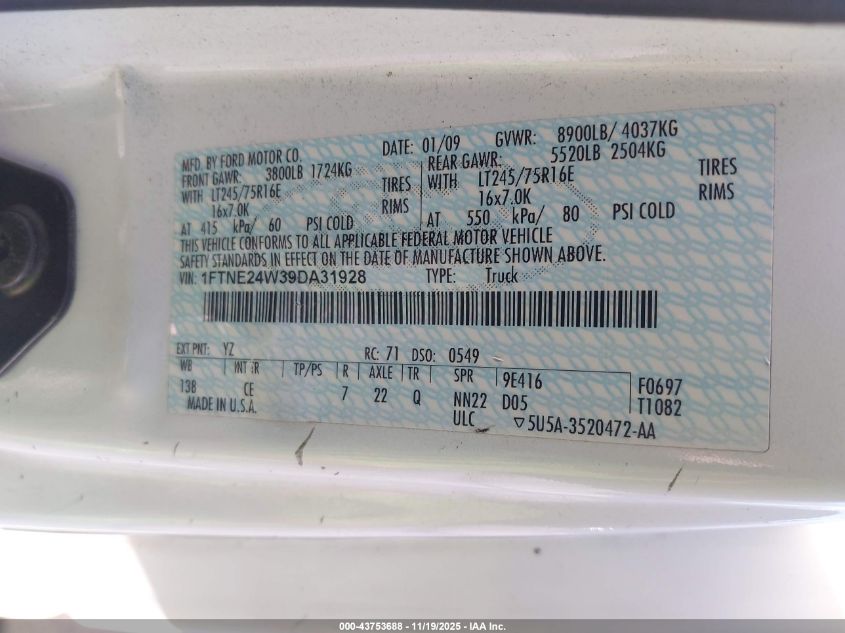 MFD. BY FORD MOTOR CO.
DATE: 01/09 GVWR: 8900LB/ 4037KG
FRONT GAWR: 3800LB 1724KG
REAR GAWR: 5520LB 2504KG
WITH LT245/75R16E TIRES
WITH LT245/75R16E TIRES
16x7.0K RIMS
16x7.0K RIMS
AT 415 kPa/ 60 PSI COLD
AT 550 kPa/ 80 PSI COLD
THIS VEHICLE CONFORMS TO ALL APPLICABLE FEDERAL MOTOR VEHICLE
SAFETY STANDARDS IN EFFECT ON THE DATE OF MANUFACTURE SHOWN ABOVE.
VIN: 1FTNE24W39DA31928 TYPE: Truck
EXT PNT: YZ RC: 71 DSO: 0549
WB INT TR TP/PS R AXLE TR SPR 9E416 F0697
138 CE 7 22 Q NN22 D05 T1082
MADE IN U.S.A. ULC ▽5U5A-3520472-AA
000-43753688 - 11/19/2025 - IAA Inc.